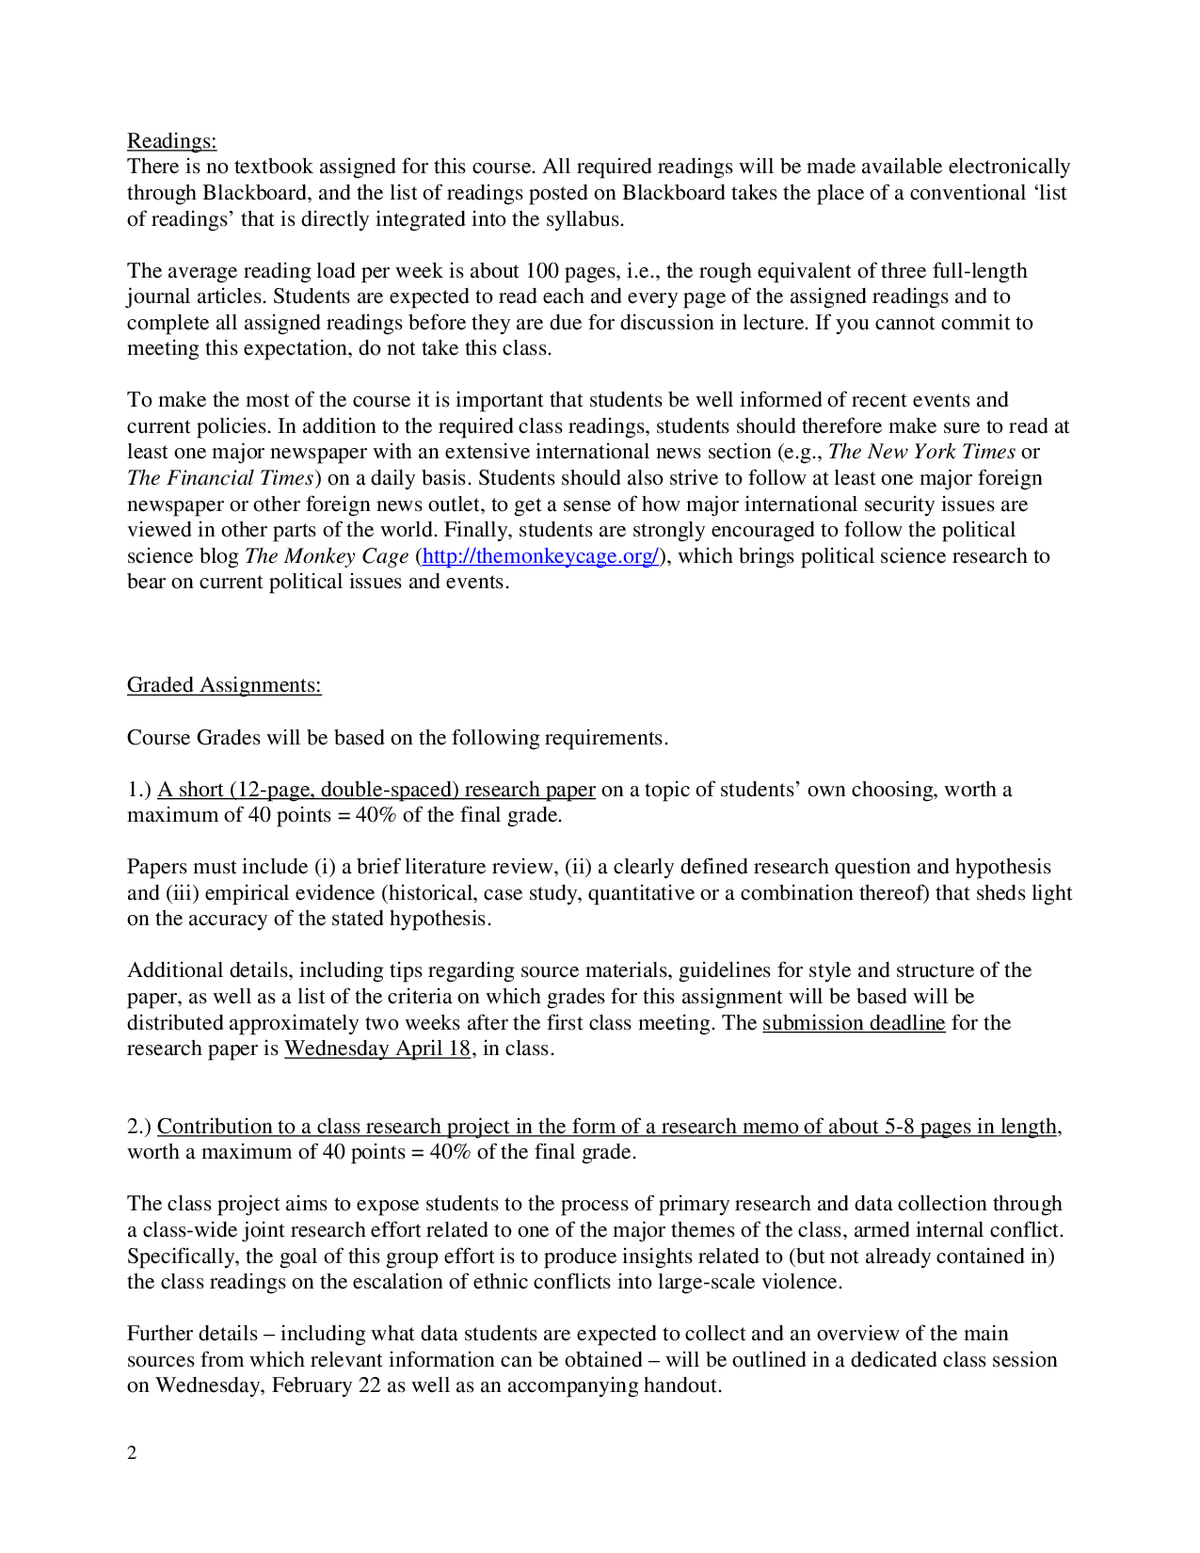 Readings:
There is no textbook assigned for this course. All required readings will be made available electronically
through Blackboard, and the list of readings posted on Blackboard takes the place of a conventional ‘list
of readings’ that is directly integrated into the syllabus.
The average reading load per week is about 100 pages, i.e., the rough equivalent of three full-length
journal articles. Students are expected to read each and every page of the assigned readings and to
complete all assigned readings before they are due for discussion in lecture. If you cannot commit to
meeting this expectation, do not take this class.
To make the most of the course it is important that students be well informed of recent events and
current policies. In addition to the required class readings, students should therefore make sure to read at
least one major newspaper with an extensive international news section (e.g., The New York Times or
The Financial Times) on a daily basis. Students should also strive to follow at least one major foreign
newspaper or other foreign news outlet, to get a sense of how major international security issues are
viewed in other parts of the world. Finally, students are strongly encouraged to follow the political
science blog The Monkey Cage (http://themonkeycage.org/), which brings political science research to
bear on current political issues and events.
Graded Assignments:
Course Grades will be based on the following requirements.
1.) A short (12-page, double-spaced) research paper on a topic of students’ own choosing, worth a
maximum of 40 points = 40% of the final grade.
Papers must include (i) a brief literature review, (ii) a clearly defined research question and hypothesis
and (iii) empirical evidence (historical, case study, quantitative or a combination thereof) that sheds light
on the accuracy of the stated hypothesis.
Additional details, including tips regarding source materials, guidelines for style and structure of the
paper, as well as a list of the criteria on which grades for this assignment will be based will be
distributed approximately two weeks after the first class meeting. The submission deadline for the
research paper is Wednesday April 18, in class.
2.) Contribution to a class research project in the form of a research memo of about 5-8 pages in length,
worth a maximum of 40 points = 40% of the final grade.
The class project aims to expose students to the process of primary research and data collection through
a class-wide joint research effort related to one of the major themes of the class, armed internal conflict.
Specifically, the goal of this group effort is to produce insights related to (but not already contained in)
the class readings on the escalation of ethnic conflicts into large-scale violence.
Further details – including what data students are expected to collect and an overview of the main
sources from which relevant information can be obtained – will be outlined in a dedicated class session
on Wednesday, February 22 as well as an accompanying handout.
2